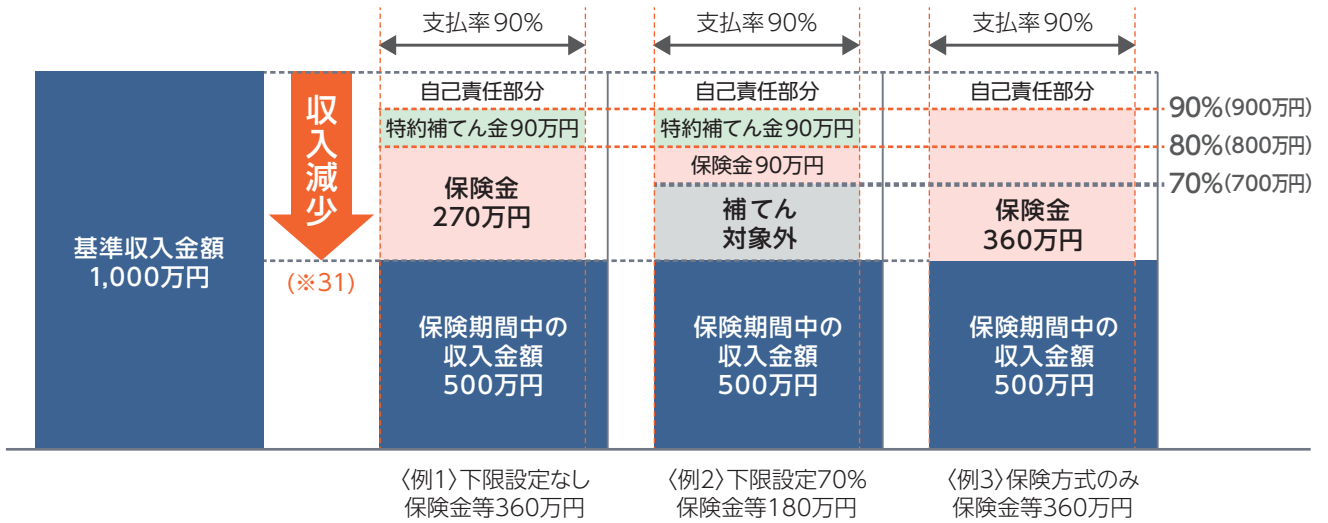 支払率90%
支払率90%
支払率90%
基準収入金額
1,000万円
収入減少
(※31)
自己責任部分
特約補てん金90万円
保険金
270万円
保険期間中の
収入金額
500万円
自己責任部分
特約補てん金90万円
保険金90万円
補てん
対象外
保険期間中の
収入金額
500万円
自己責任部分
保険金
360万円
保険期間中の
収入金額
500万円
90%(900万円)
80%(800万円)
70%(700万円)
〈例1〉下限設定なし
保険金等360万円
〈例2〉下限設定70%
保険金等180万円
〈例3〉保険方式のみ
保険金等360万円